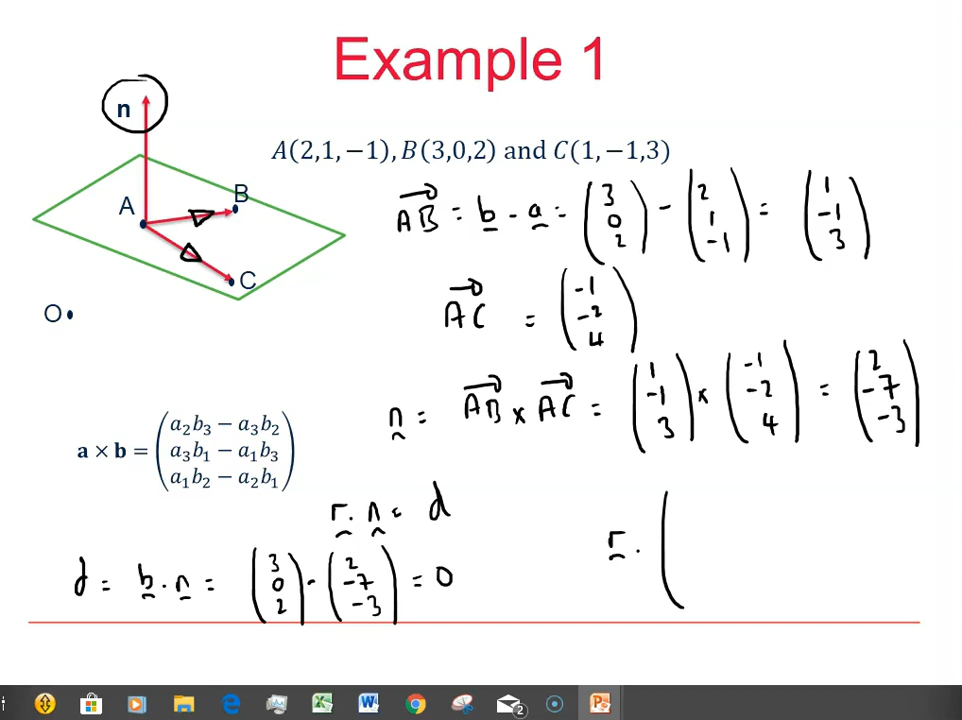 Example 1
n
A(2,1,−1), B(3,0,2) and C(1,−1,3)
A
B
C
O
AB = b - a = (3 0 2) - (2 1 -1) = (1 -1 3)
AC = (-1 -2 4)
n = AB × AC = (1 -1 3) × (-1 -2 4) = (2 -7 -3)
a × b = (a₂b₃ − a₃b₂
a₃b₁ − a₁b₃
a₁b₂ − a₂b₁)
r . n = d
d = b . n = (3 0 2) . (2 -7 -3) = 0
r . (
2